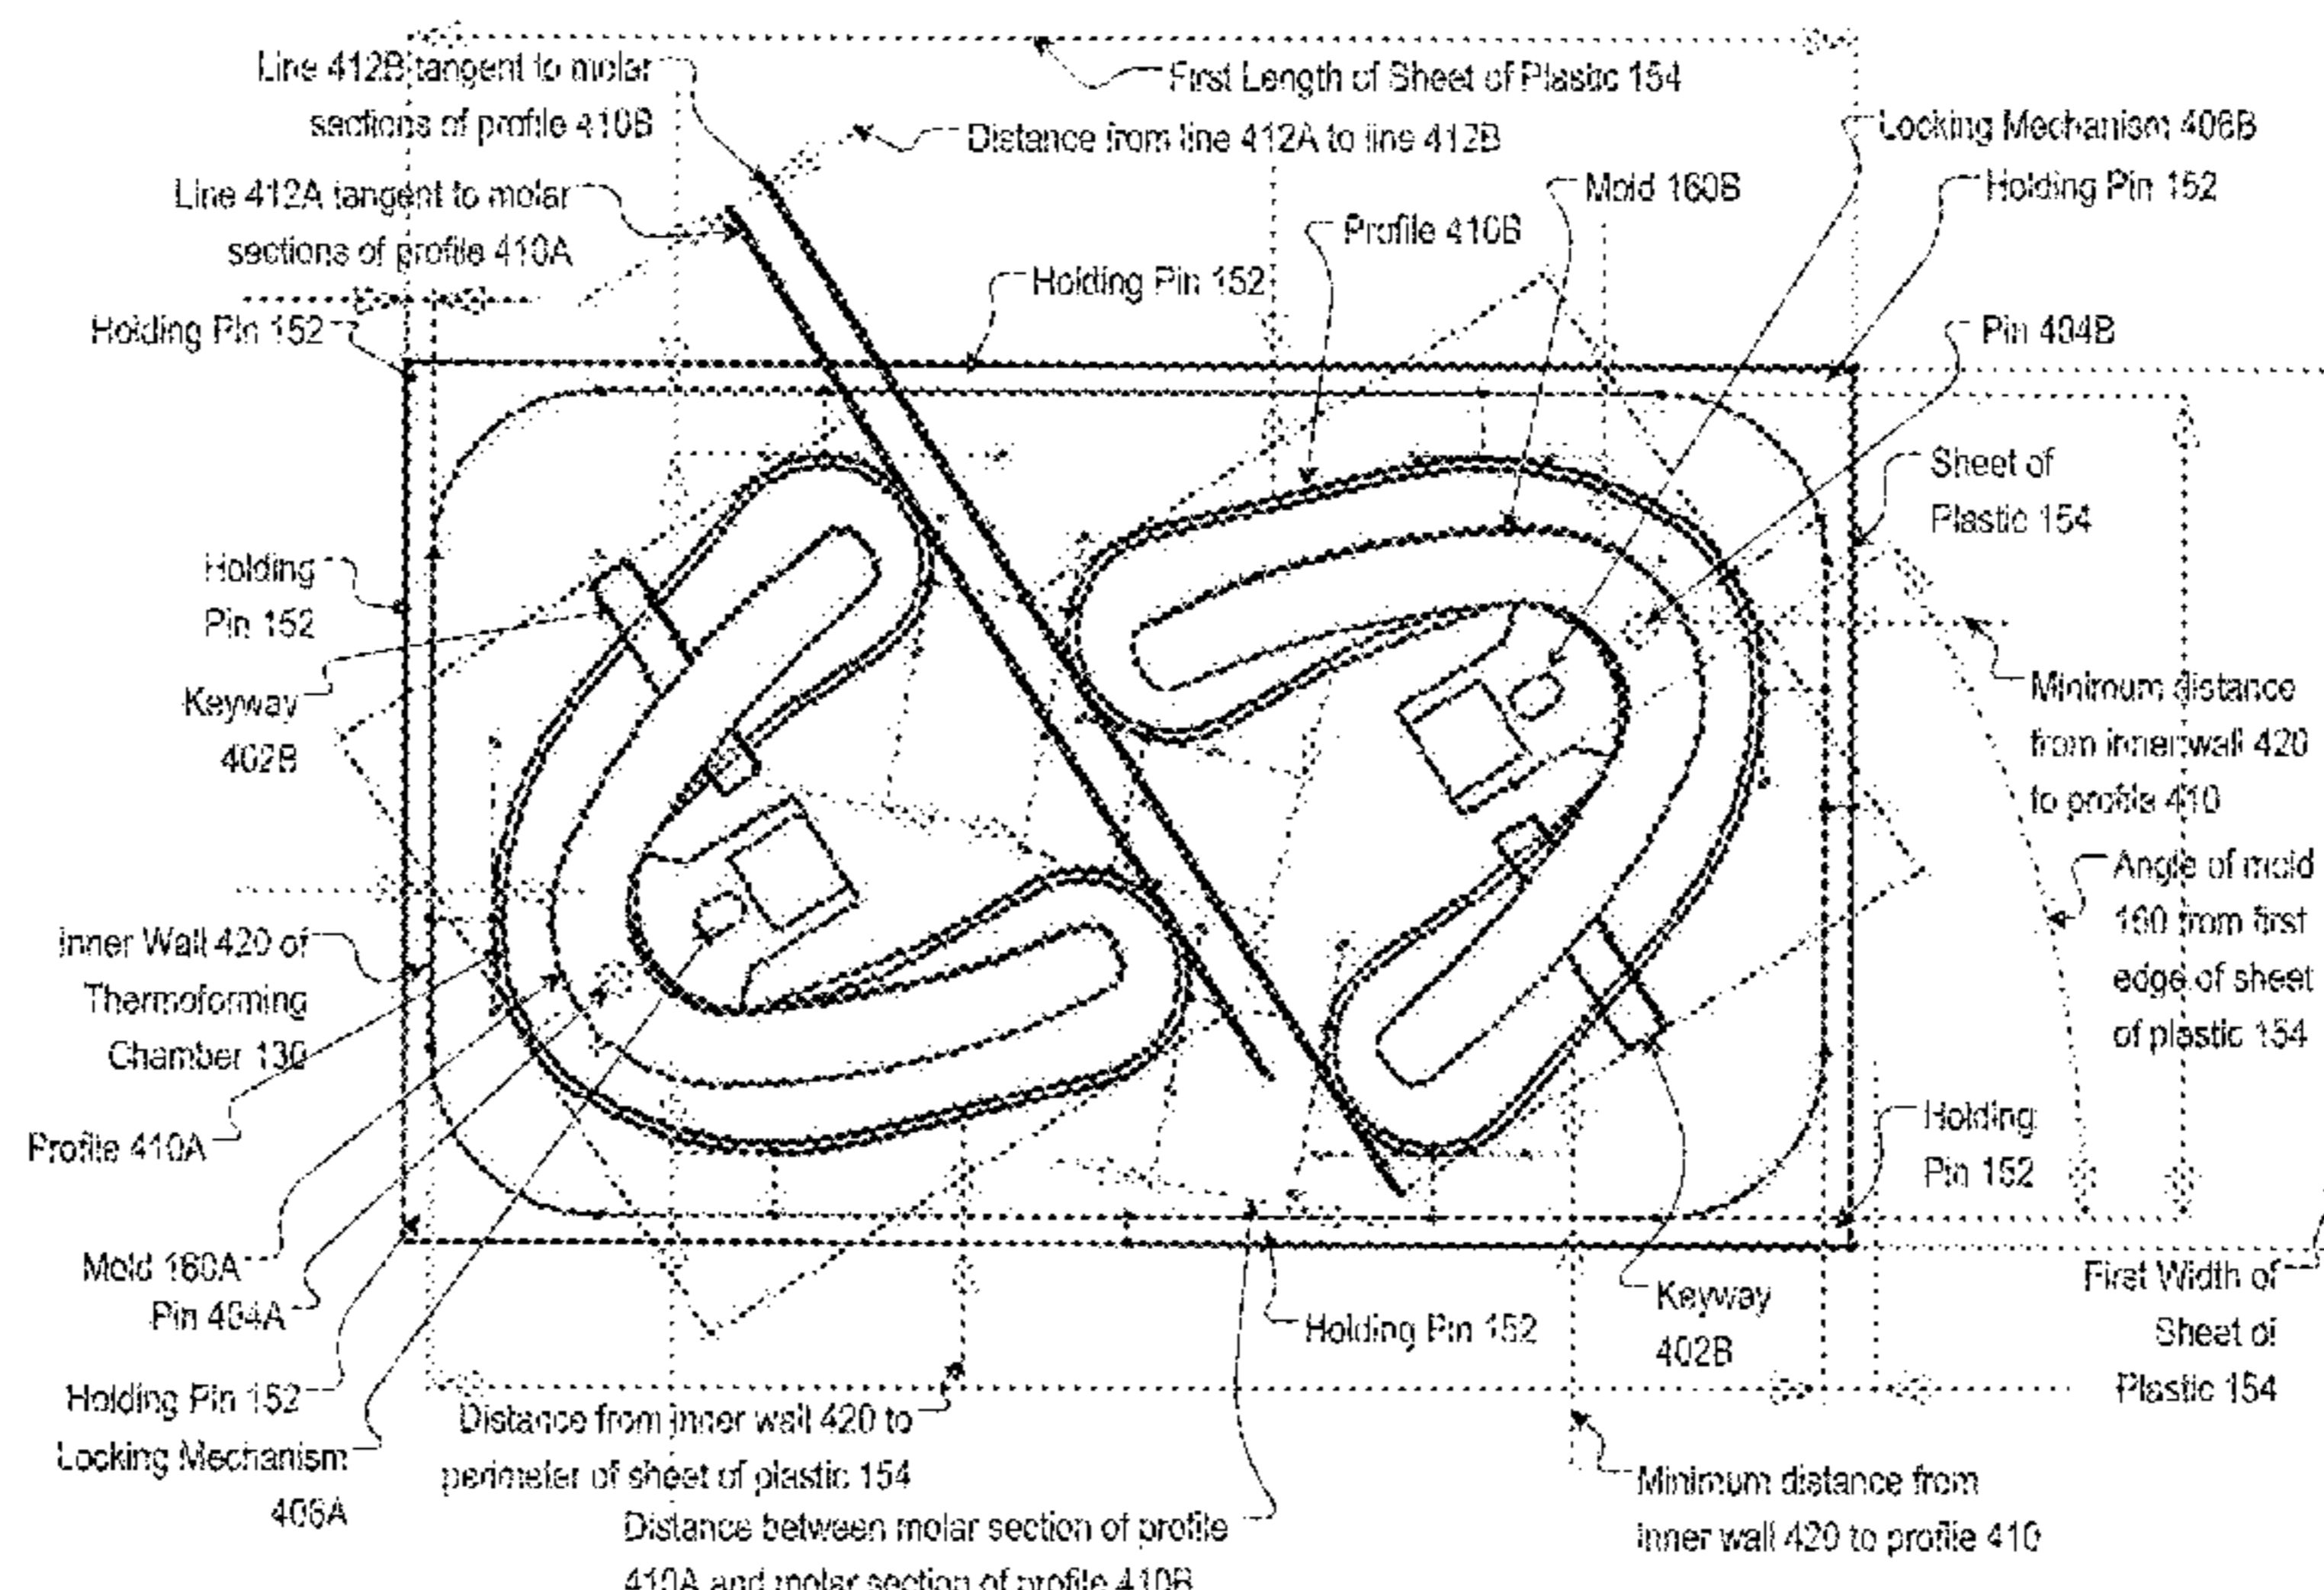 First Length of Sheet of Plastic 154
Line 412B tangent to molar
sections of profile 410B
Distance from line 412A to line 412B
Locking Mechanism 406B
Line 412A tangent to molar
sections of profile 410A
Mold 160B
Holding Pin 152
Profile 410B
Holding Pin 152
Holding Pin 152
Pin 404B
Sheet of
Plastic 154
Holding
Pin 152
Keyway
402B
Minimum distance
from inner wall 420
to profile 410
Angle of mold
160 from first
edge of sheet
of plastic 154
Inner Wall 420 of
Thermoforming
Chamber 130
Profile 410A
Holding
Pin 152
Mold 160A
Pin 404A
Holding Pin 152
Locking Mechanism
406A
Holding Pin 152
Keyway
402B
First Width of
Sheet of
Plastic 154
Distance from inner wall 420 to
perimeter of sheet of plastic 154
Minimum distance from
inner wall 420 to profile 410
Distance between molar section of profile
410A and molar section of profile 410B